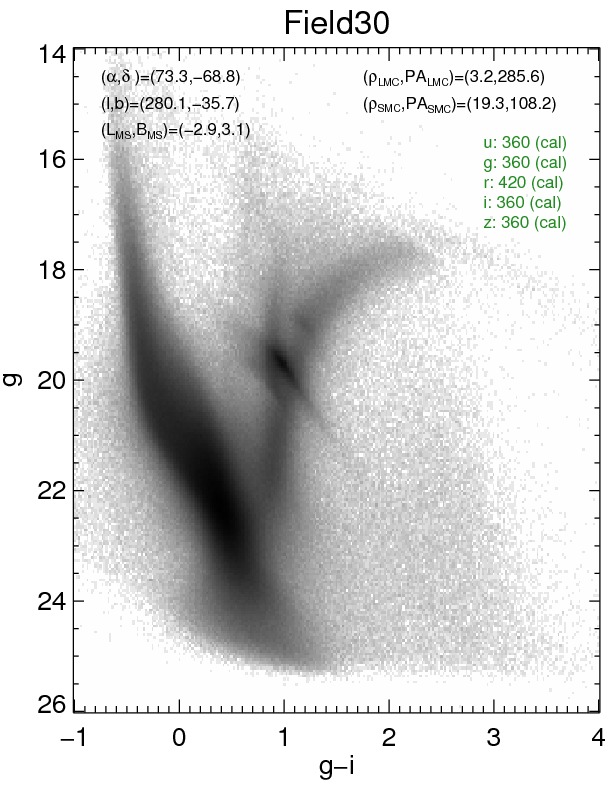 Field30
(α,δ)=(73.3,−68.8)
(ρLMC,PALMC)=(3.2,285.6)
(l,b)=(280.1,−35.7)
(ρSMC,PASMC)=(19.3,108.2)
(LMS,BMS)=(−2.9,3.1)
u: 360 (cal)
g: 360 (cal)
r: 420 (cal)
i: 360 (cal)
z: 360 (cal)
14
16
18
20
22
24
26
g
−1 0 1 2 3 4
g−i